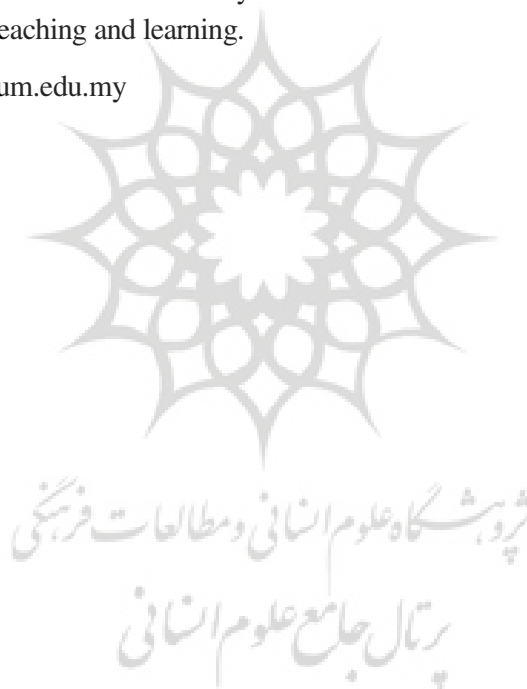 eaching and learning.
um.edu.my
پژوهشگاه علوم انسانی و مطالعات فرهنگی
پرتال جامع علوم انسانی